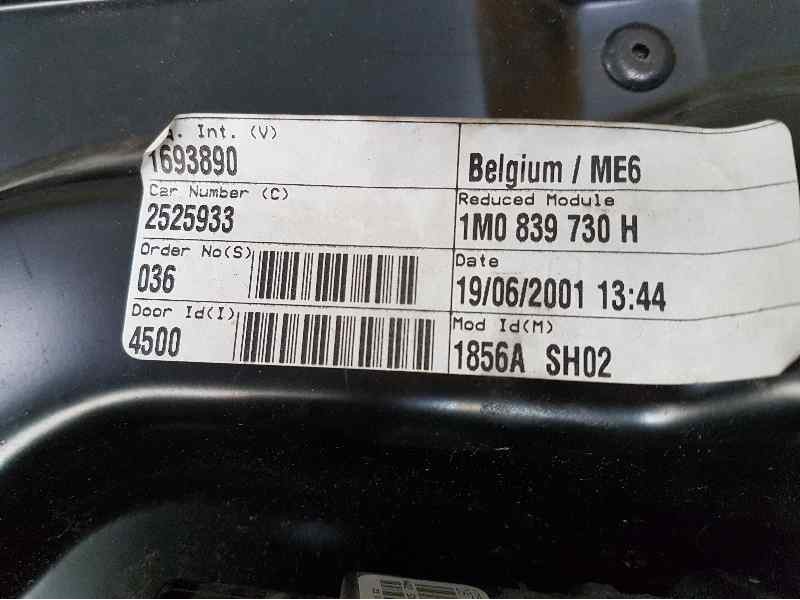 . Int. (V)
1693890
Belgium / ME6
Car Number (C)
2525933
Reduced Module
1M0 839 730 H
Order No(S)
036
Date
19/06/2001 13:44
Door Id(I)
4500
Mod Id(M)
1856A SH02